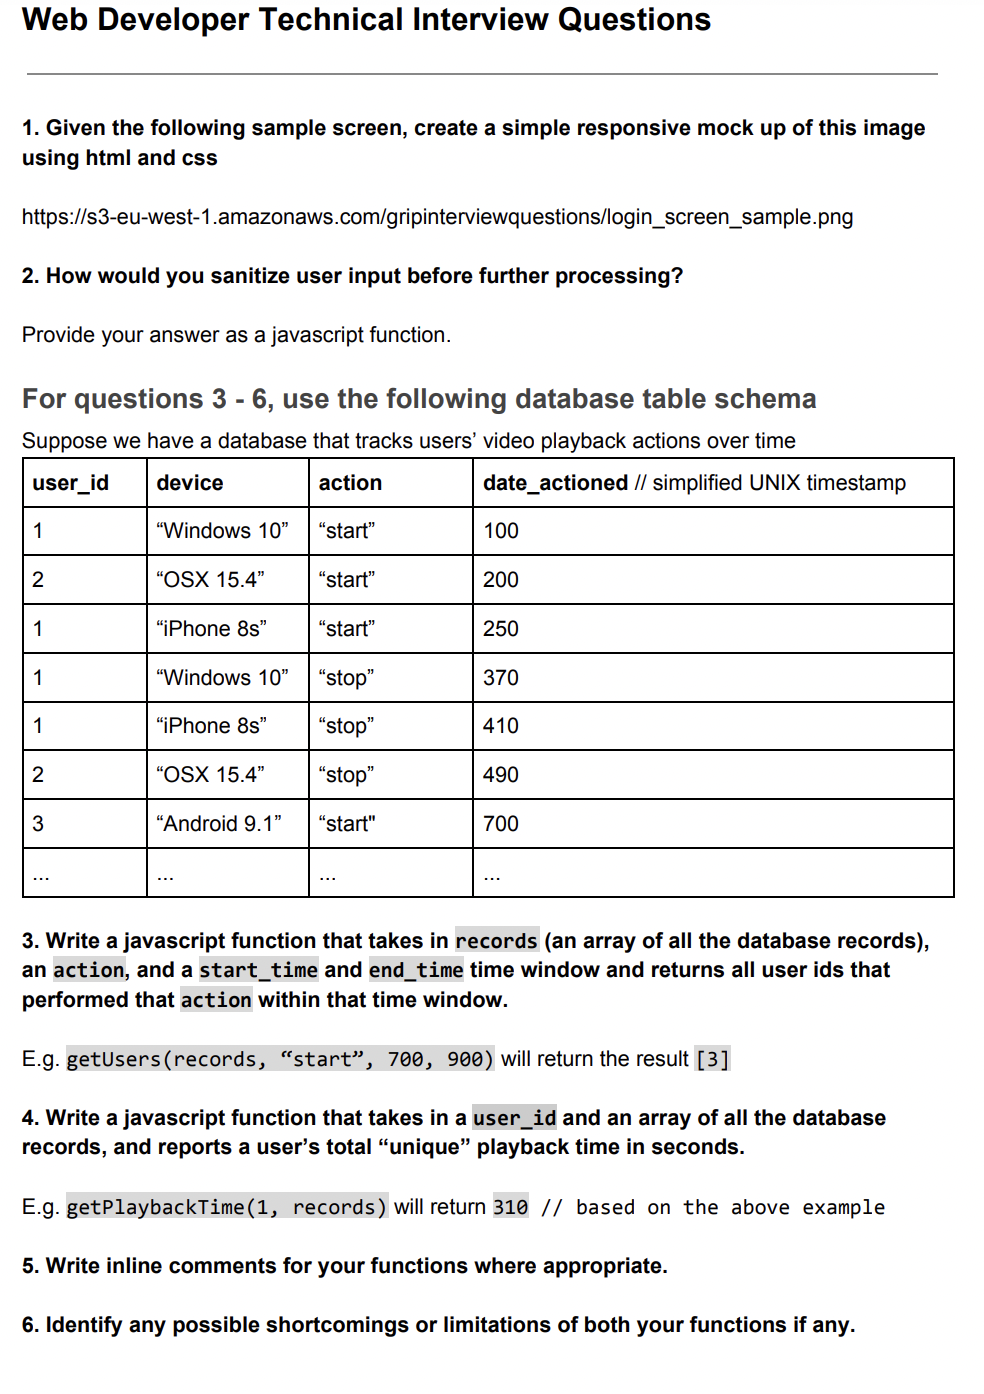 Web Developer Technical Interview Questions
1. Given the following sample screen, create a simple responsive mock up of this image
using html and css
https://s3-eu-west-1.amazonaws.com/gripinterviewquestions/login_screen_sample.png
2. How would you sanitize user input before further processing?
Provide your answer as a javascript function.
For questions 3 - 6, use the following database table schema
Suppose we have a database that tracks users’ video playback actions over time
user_id device action date_actioned // simplified UNIX timestamp
1 “Windows 10” “start” 100
2 “OSX 15.4” “start” 200
1 “iPhone 8s” “start” 250
1 “Windows 10” “stop” 370
1 “iPhone 8s” “stop” 410
2 “OSX 15.4” “stop” 490
3 “Android 9.1” “start" 700
... ... ... ...
3. Write a javascript function that takes in records (an array of all the database records),
an action, and a start_time and end_time time window and returns all user ids that
performed that action within that time window.
E.g. getUsers(records, “start”, 700, 900) will return the result [3]
4. Write a javascript function that takes in a user_id and an array of all the database
records, and reports a user’s total “unique” playback time in seconds.
E.g. getPlaybackTime(1, records) will return 310 // based on the above example
5. Write inline comments for your functions where appropriate.
6. Identify any possible shortcomings or limitations of both your functions if any.